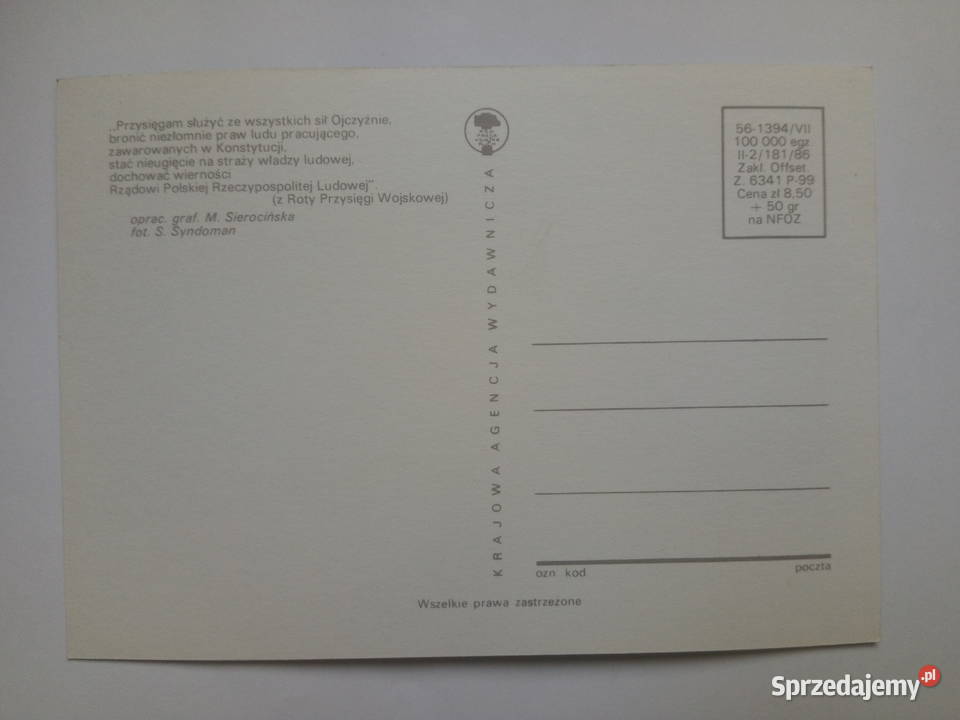 „Przysięgam służyć ze wszystkich sił Ojczyźnie,
bronić niezłomnie praw ludu pracującego,
zawarowanych w Konstytucji,
stać nieugięcie na straży władzy ludowej,
dochować wierności
Rządowi Polskiej Rzeczypospolitej Ludowej”
(z Roty Przysięgi Wojskowej)
oprac. graf. M. Sierocińska
fot. S. Syndoman
KRAJOWA AGENCJA WYDAWNICZA
56-1394/VII
100 000 egz
II-2/181/86
Zakl. Offset.
Z. 6341 P-99
Cena zł 8,50
+ 50 gr
na NFOZ
ozn kod
poczta
Wszelkie prawa zastrzeżone
Sprzedajemy.pl